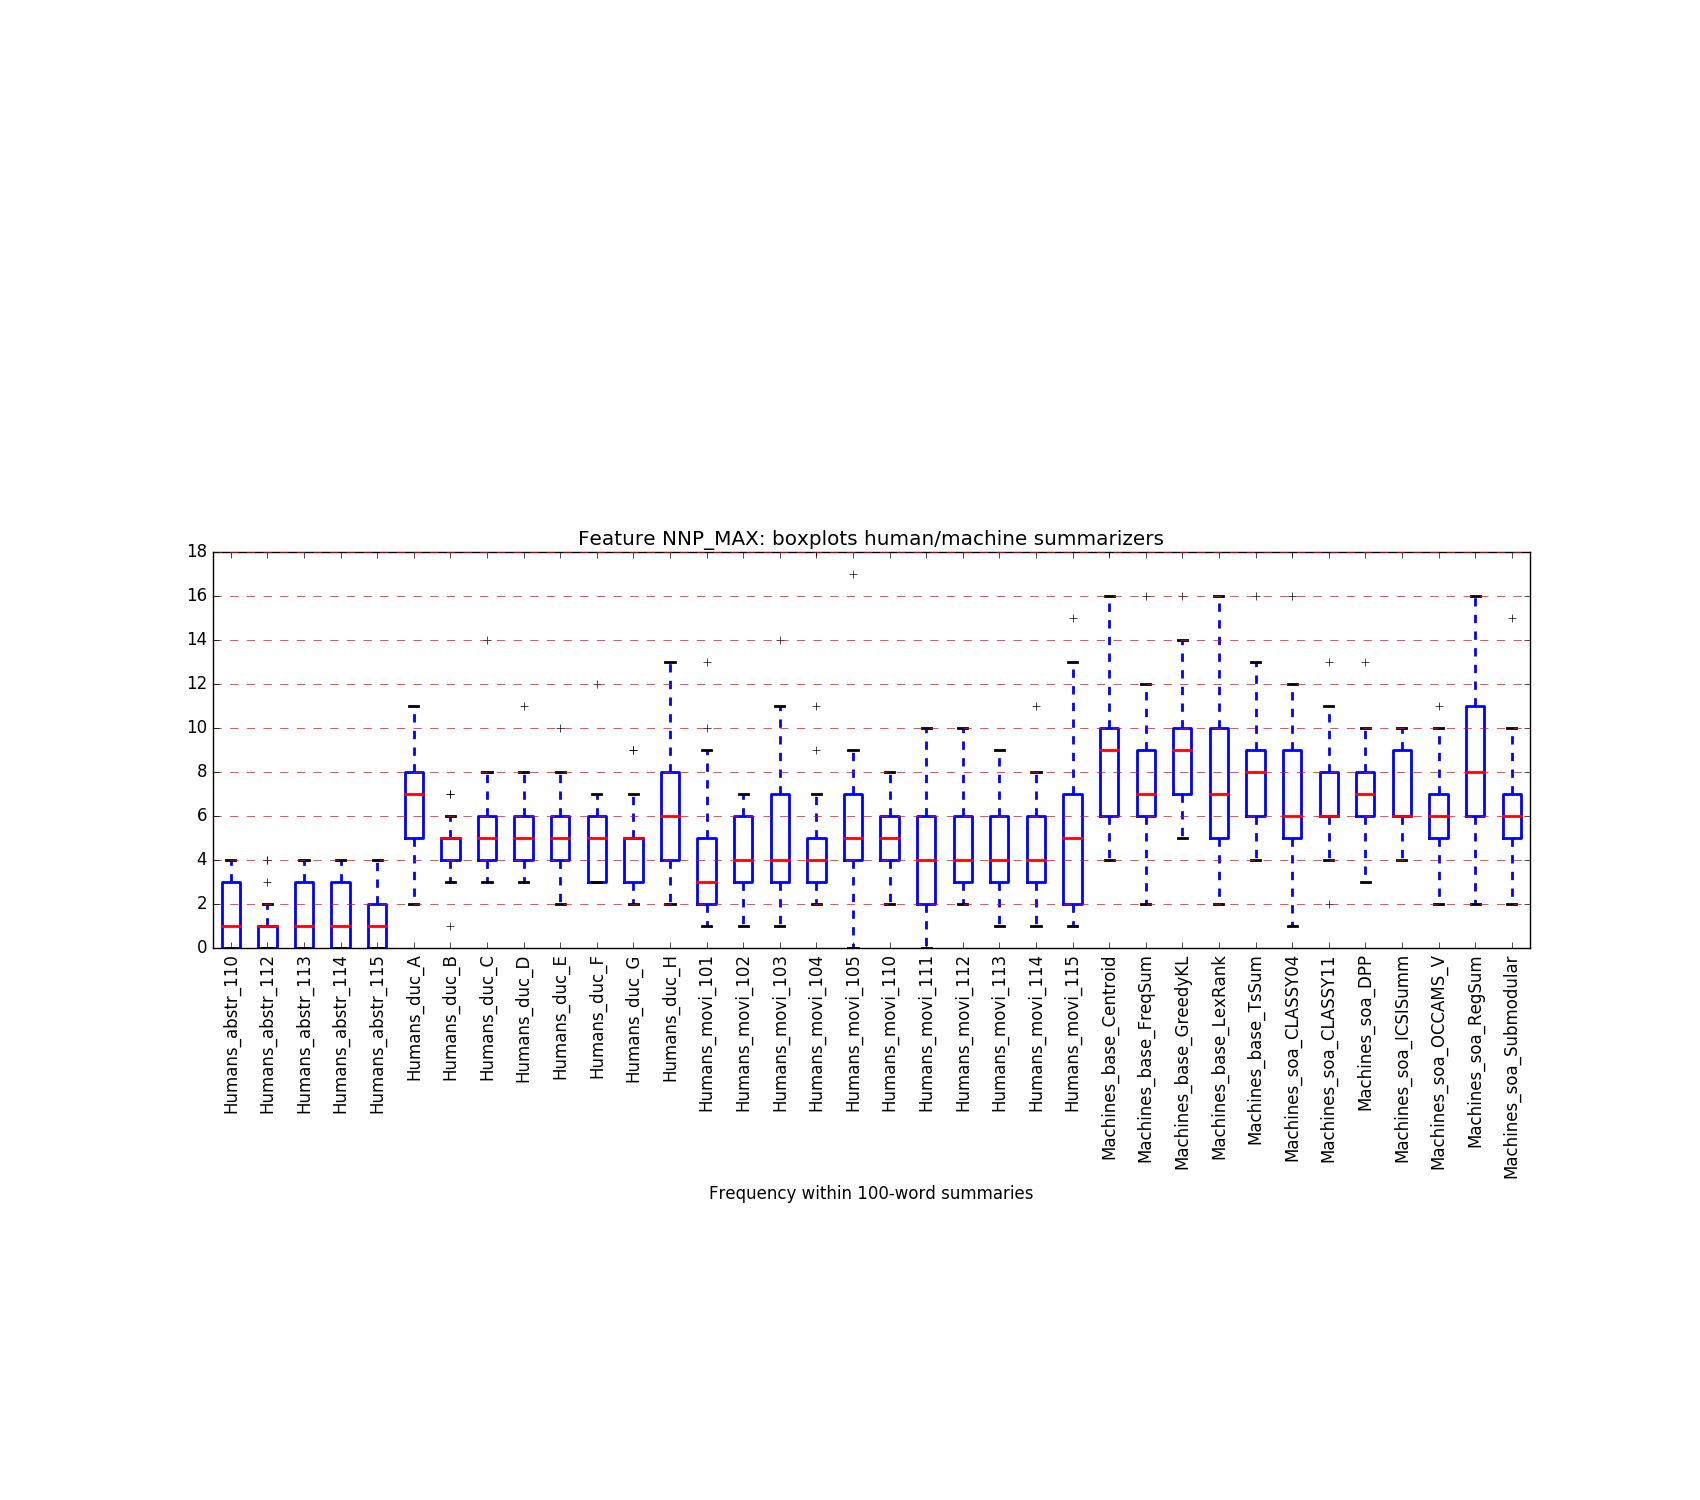 Feature NNP_MAX: boxplots human/machine summarizers
18
16
14
12
10
8
6
4
2
0
Humans_abstr_110
Humans_abstr_112
Humans_abstr_113
Humans_abstr_114
Humans_abstr_115
Humans_duc_A
Humans_duc_B
Humans_duc_C
Humans_duc_D
Humans_duc_E
Humans_duc_F
Humans_duc_G
Humans_duc_H
Humans_movi_101
Humans_movi_102
Humans_movi_103
Humans_movi_104
Humans_movi_105
Humans_movi_110
Humans_movi_111
Humans_movi_112
Humans_movi_113
Humans_movi_114
Humans_movi_115
Machines_base_Centroid
Machines_base_FreqSum
Machines_base_GreedyKL
Machines_base_LexRank
Machines_base_TsSum
Machines_soa_CLASSY04
Machines_soa_CLASSY11
Machines_soa_DPP
Machines_soa_ICSISumm
Machines_soa_OCCAMS_V
Machines_soa_RegSum
Machines_soa_Submodular
Frequency within 100-word summaries